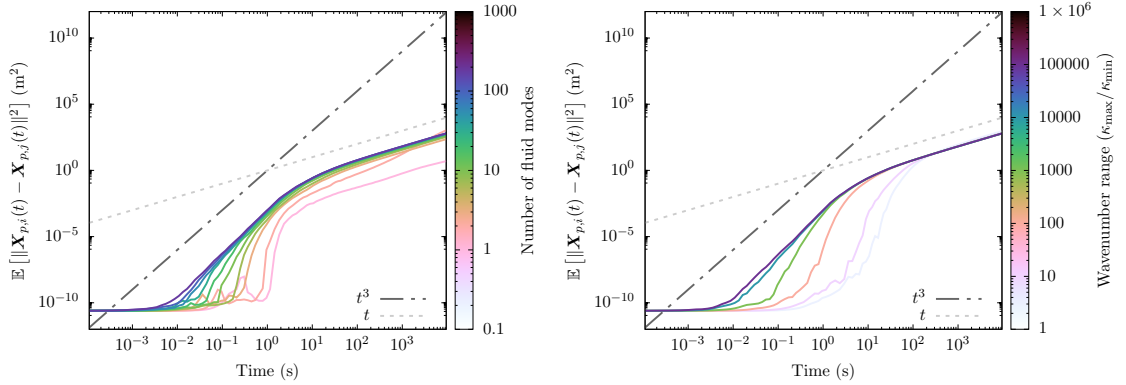 10^10
10^5
10^0
10^−5
10^−10
10^−3 10^−2 10^−1 10^0 10^1 10^2 10^3
Time (s)
𝔼 [‖X_{p,i}(t) − X_{p,j}(t)‖^2] (m^2)
t^3
t
1000
100
10
1
0.1
Number of fluid modes
10^10
10^5
10^0
10^−5
10^−10
10^−3 10^−2 10^−1 10^0 10^1 10^2 10^3
Time (s)
𝔼 [‖X_{p,i}(t) − X_{p,j}(t)‖^2] (m^2)
t^3
t
1 × 10^6
100000
10000
1000
100
10
1
Wavenumber range (κ_max/κ_min)